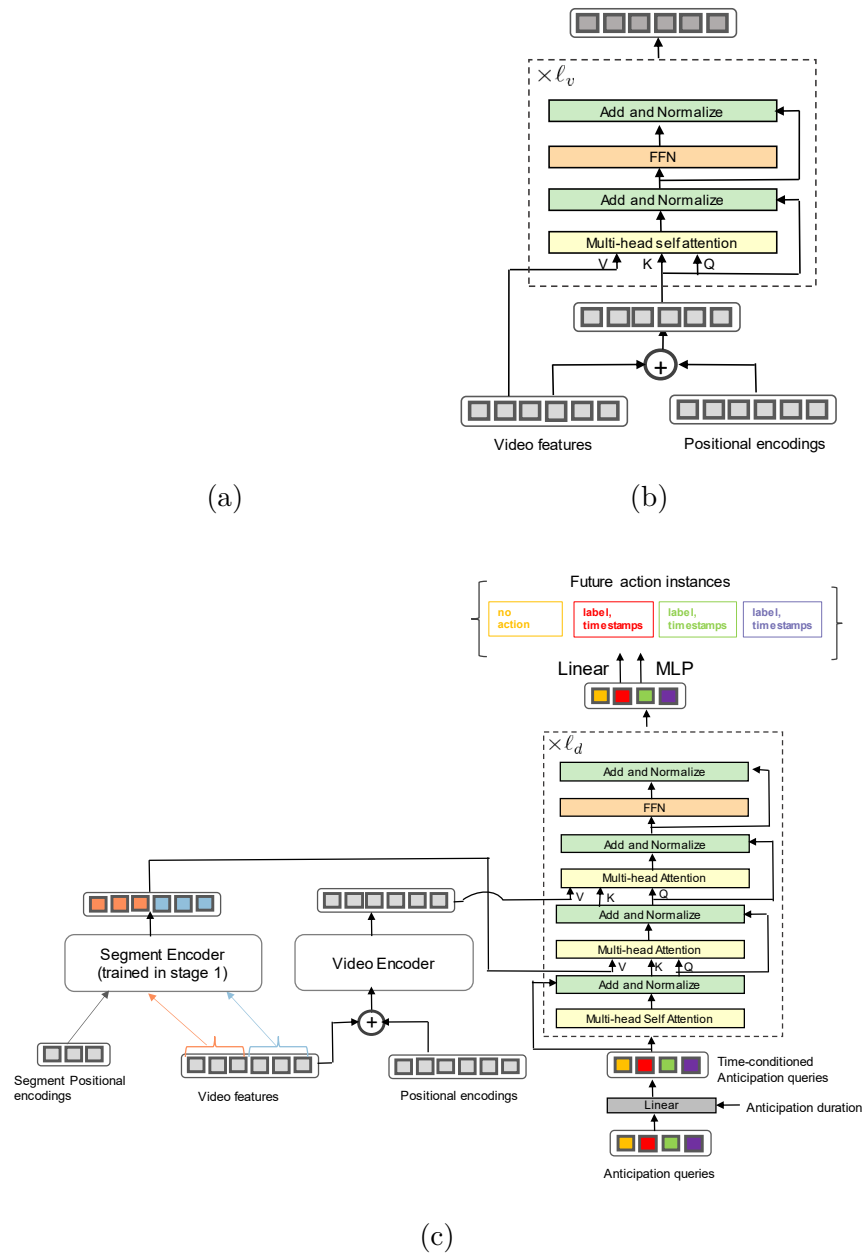 ×ℓ_v
Add and Normalize
FFN
Add and Normalize
Multi-head self attention
V K Q
+
Video features Positional encodings
(a) (b)
Future action instances
no action
label, timestamps
label, timestamps
label, timestamps
Linear MLP
×ℓ_d
Add and Normalize
FFN
Add and Normalize
Multi-head Attention
V K Q
Add and Normalize
Multi-head Attention
V K Q
Add and Normalize
Multi-head Self Attention
Segment Encoder
(trained in stage 1)
Video Encoder
+
Segment Positional
encodings
Video features
Positional encodings
Time-conditioned
Anticipation queries
Linear
Anticipation duration
Anticipation queries
(c)